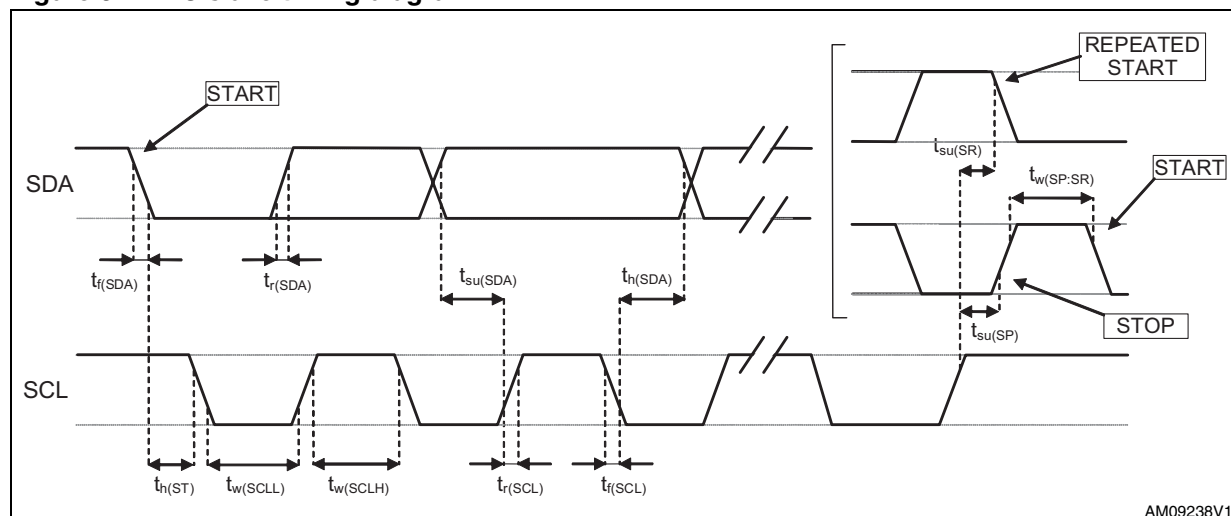 REPEATED
START
START
t_su(SR)
START
SDA
t_w(SP:SR)
t_f(SDA)
t_r(SDA)
t_su(SDA)
t_h(SDA)
t_su(SP)
STOP
SCL
t_h(ST)
t_w(SCLL)
t_w(SCLH)
t_r(SCL)
t_f(SCL)
AM09238V1